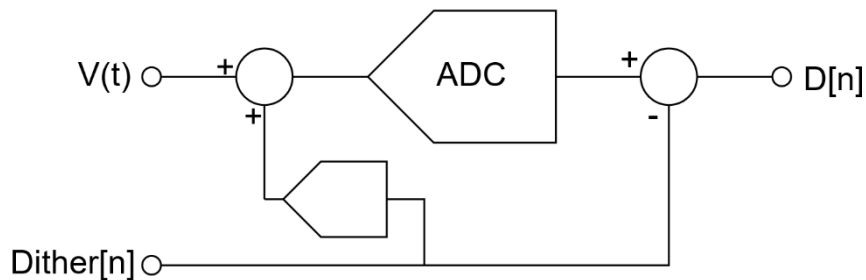 V(t)
+
+
ADC
+
-
D[n]
Dither[n]